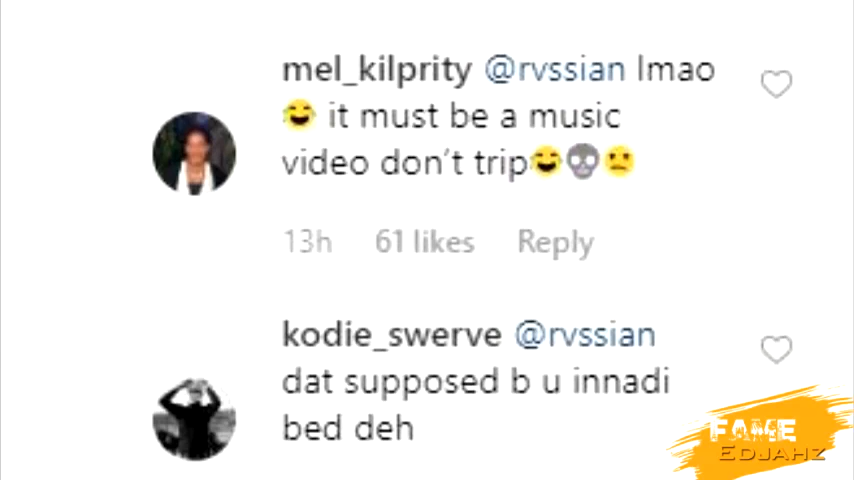 mel_kilprity @rvssian lmao
😂 it must be a music
video don't trip😂💀🙁
13h 61 likes Reply
kodie_swerve @rvssian
dat supposed b u innadi
bed deh
FAME
EDJAHZ